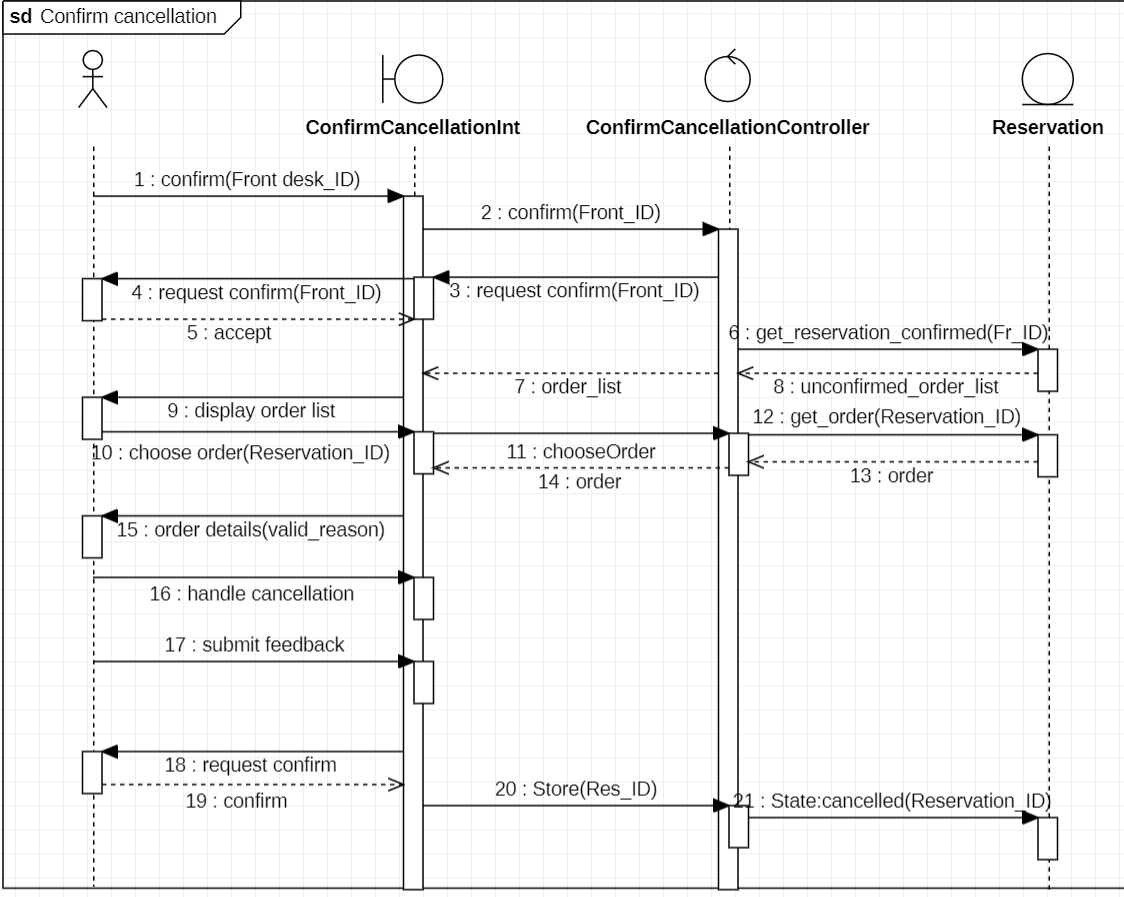 sd Confirm cancellation
ConfirmCancellationInt
ConfirmCancellationController
Reservation
1 : confirm(Front desk_ID)
2 : confirm(Front_ID)
3 : request confirm(Front_ID)
4 : request confirm(Front_ID)
5 : accept
6 : get_reservation_confirmed(Fr_ID)
7 : order_list
8 : unconfirmed_order_list
9 : display order list
10 : choose order(Reservation_ID)
11 : chooseOrder
12 : get_order(Reservation_ID)
13 : order
14 : order
15 : order details(valid_reason)
16 : handle cancellation
17 : submit feedback
18 : request confirm
19 : confirm
20 : Store(Res_ID)
21 : State:cancelled(Reservation_ID)